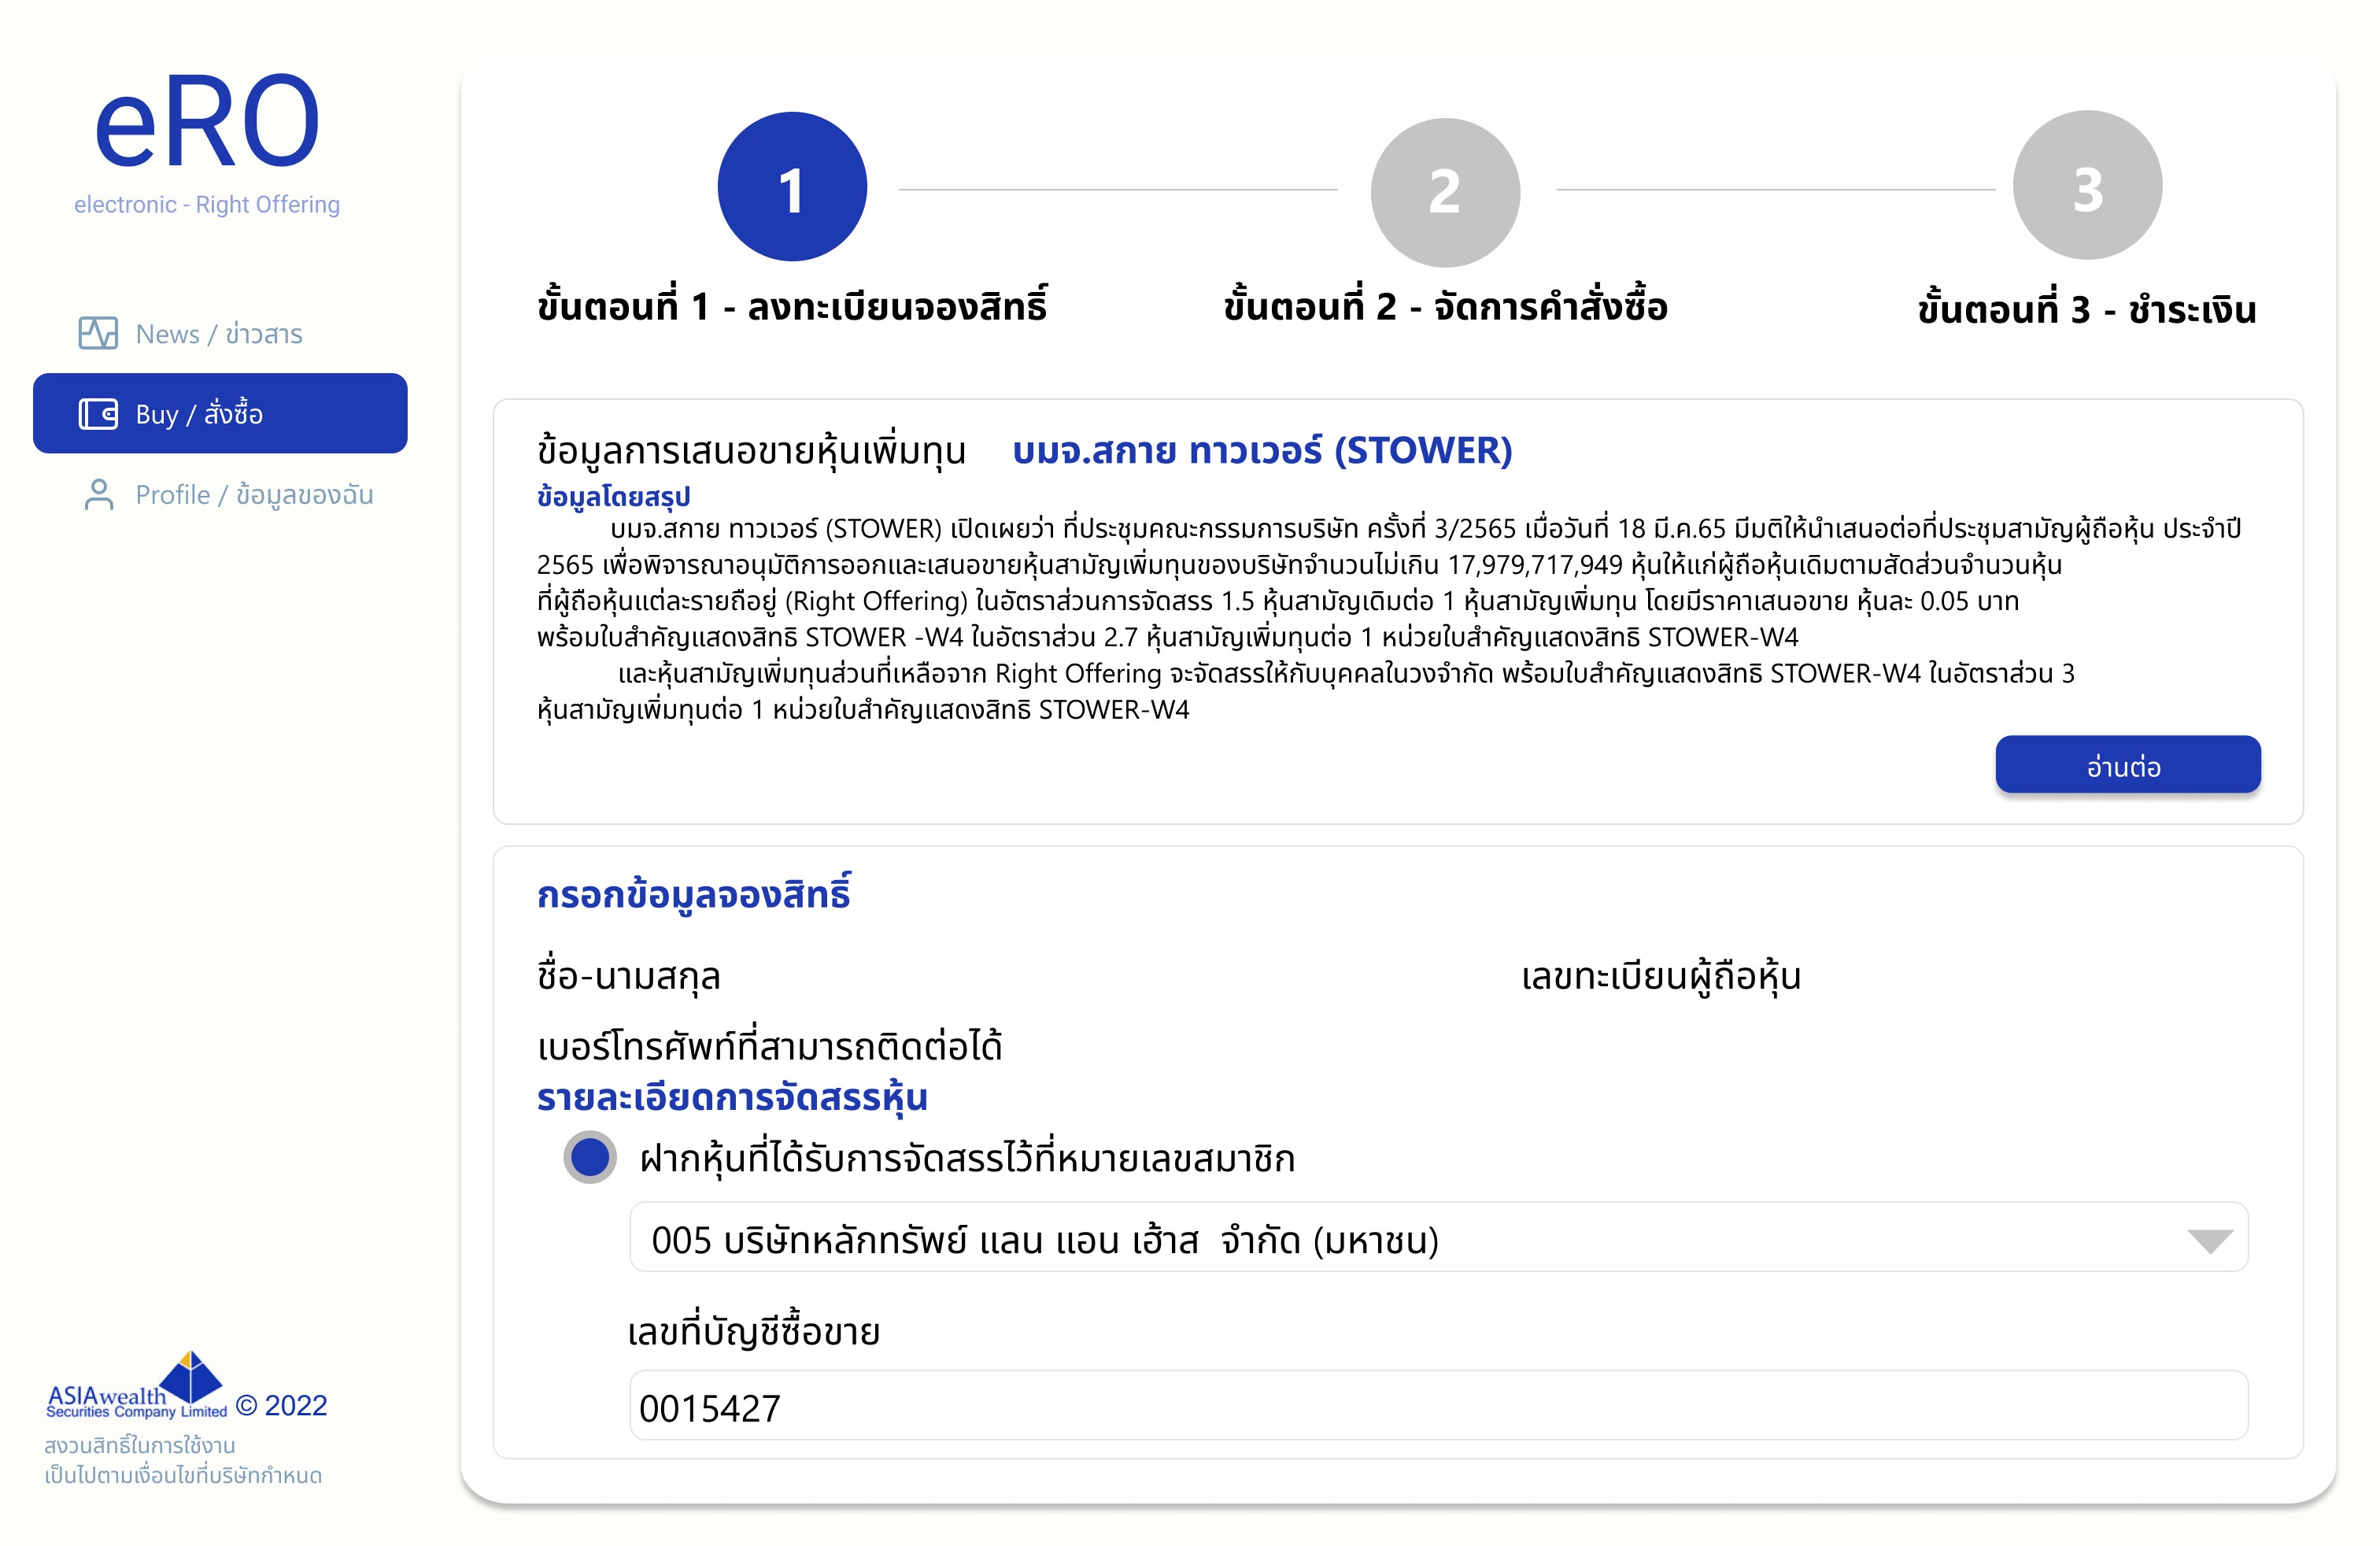 eRO
electronic - Right Offering
News / ข่าวสาร
Buy / สั่งซื้อ
Profile / ข้อมูลของฉัน
ASIA wealth
Securities Company Limited © 2022
สงวนสิทธิ์ในการใช้งาน
เป็นไปตามเงื่อนไขที่บริษัทกำหนด
1
2
3
ขั้นตอนที่ 1 - ลงทะเบียนจองสิทธิ์
ขั้นตอนที่ 2 - จัดการคำสั่งซื้อ
ขั้นตอนที่ 3 - ชำระเงิน
ข้อมูลการเสนอขายหุ้นเพิ่มทุน บมจ.สกาย ทาวเวอร์ (STOWER)
ข้อมูลโดยสรุป
บมจ.สกาย ทาวเวอร์ (STOWER) เปิดเผยว่า ที่ประชุมคณะกรรมการบริษัท ครั้งที่ 3/2565 เมื่อวันที่ 18 มี.ค.65 มีมติให้นำเสนอต่อที่ประชุมสามัญผู้ถือหุ้น ประจำปี
2565 เพื่อพิจารณาอนุมัติการออกและเสนอขายหุ้นสามัญเพิ่มทุนของบริษัทจำนวนไม่เกิน 17,979,717,949 หุ้นให้แก่ผู้ถือหุ้นเดิมตามสัดส่วนจำนวนหุ้น
ที่ผู้ถือหุ้นแต่ละรายถือยู่ (Right Offering) ในอัตราส่วนการจัดสรร 1.5 หุ้นสามัญเดิมต่อ 1 หุ้นสามัญเพิ่มทุน โดยมีราคาเสนอขาย หุ้นละ 0.05 บาท
พร้อมใบสำคัญแสดงสิทธิ STOWER -W4 ในอัตราส่วน 2.7 หุ้นสามัญเพิ่มทุนต่อ 1 หน่วยใบสำคัญแสดงสิทธิ STOWER-W4
และหุ้นสามัญเพิ่มทุนส่วนที่เหลือจาก Right Offering จะจัดสรรให้กับบุคคลในวงจำกัด พร้อมใบสำคัญแสดงสิทธิ STOWER-W4 ในอัตราส่วน 3
หุ้นสามัญเพิ่มทุนต่อ 1 หน่วยใบสำคัญแสดงสิทธิ STOWER-W4
อ่านต่อ
กรอกข้อมูลจองสิทธิ์
ชื่อ-นามสกุล
เลขทะเบียนผู้ถือหุ้น
เบอร์โทรศัพท์ที่สามารถติดต่อได้
รายละเอียดการจัดสรรหุ้น
ฝากหุ้นที่ได้รับการจัดสรรไว้ที่หมายเลขสมาชิก
005 บริษัทหลักทรัพย์ แลน แอน เฮ้าส จำกัด (มหาชน)
เลขที่บัญชีซื้อขาย
0015427